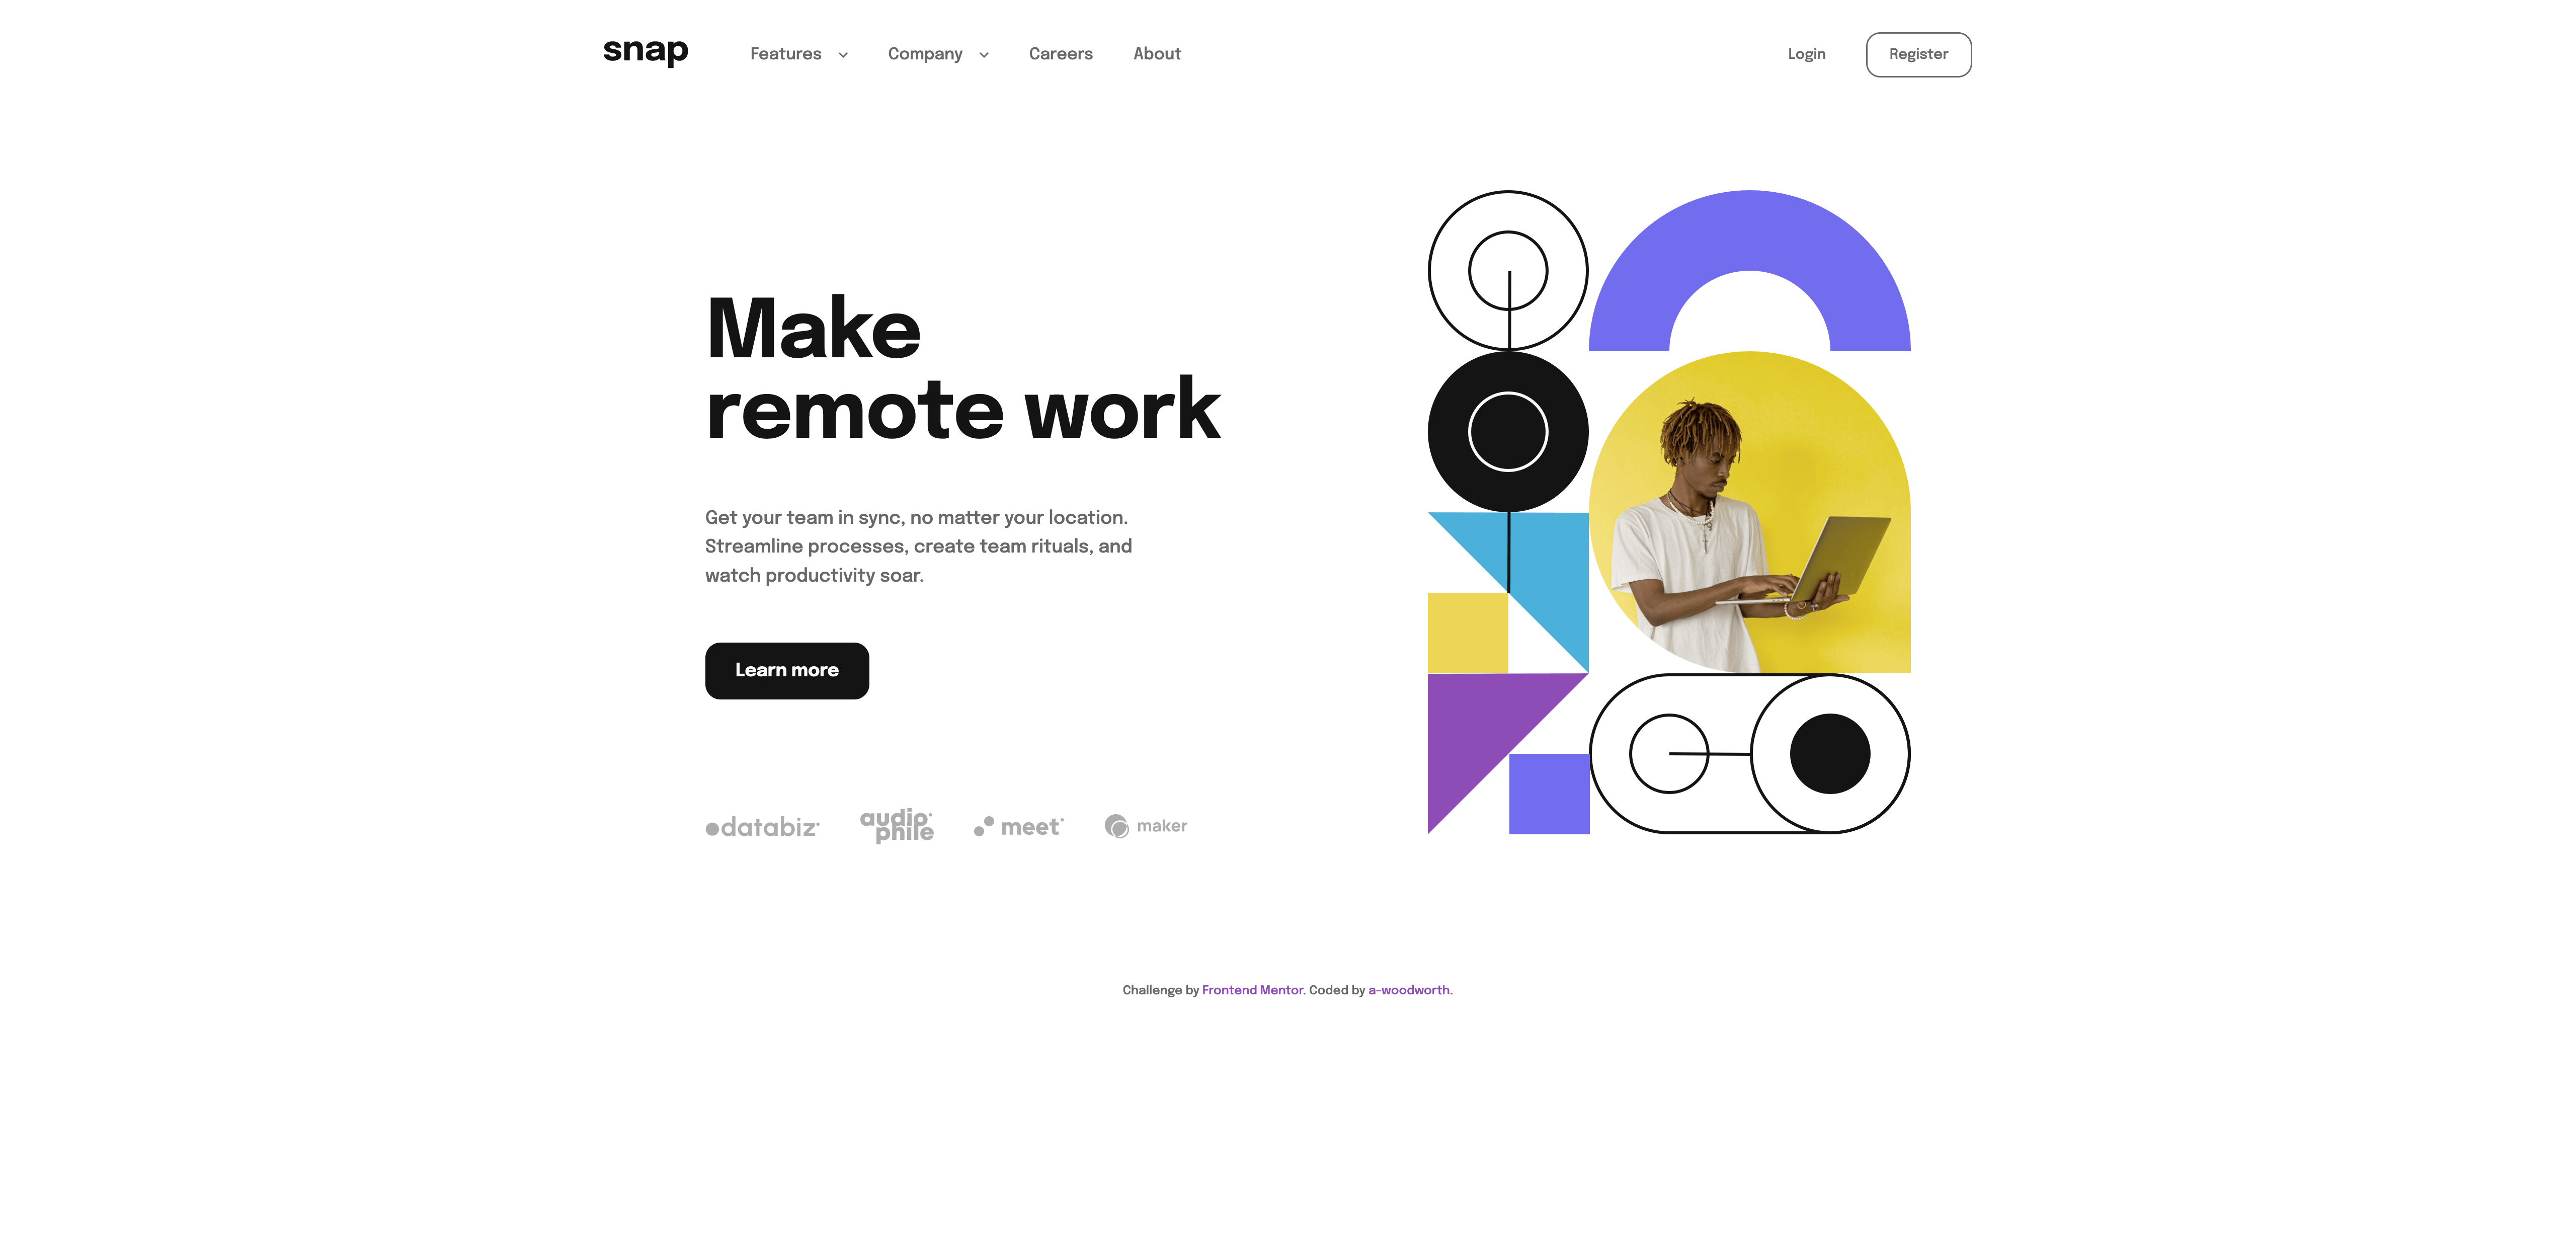 snap Features Company Careers About Login Register
Make
remote work
Get your team in sync, no matter your location.
Streamline processes, create team rituals, and
watch productivity soar.
Learn more
databiz audiophile meet maker
Challenge by Frontend Mentor. Coded by a-woodworth.